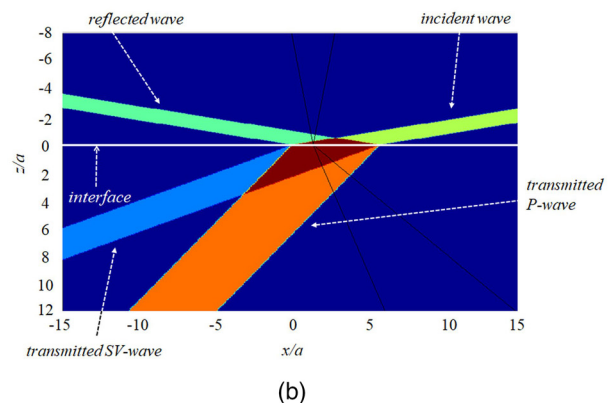 reflected wave
incident wave
-8
-6
-4
-2
0
2
4
6
8
10
12
z/a
interface
transmitted
P-wave
-15
-10
-5
0
5
10
15
transmitted SV-wave
x/a
(b)